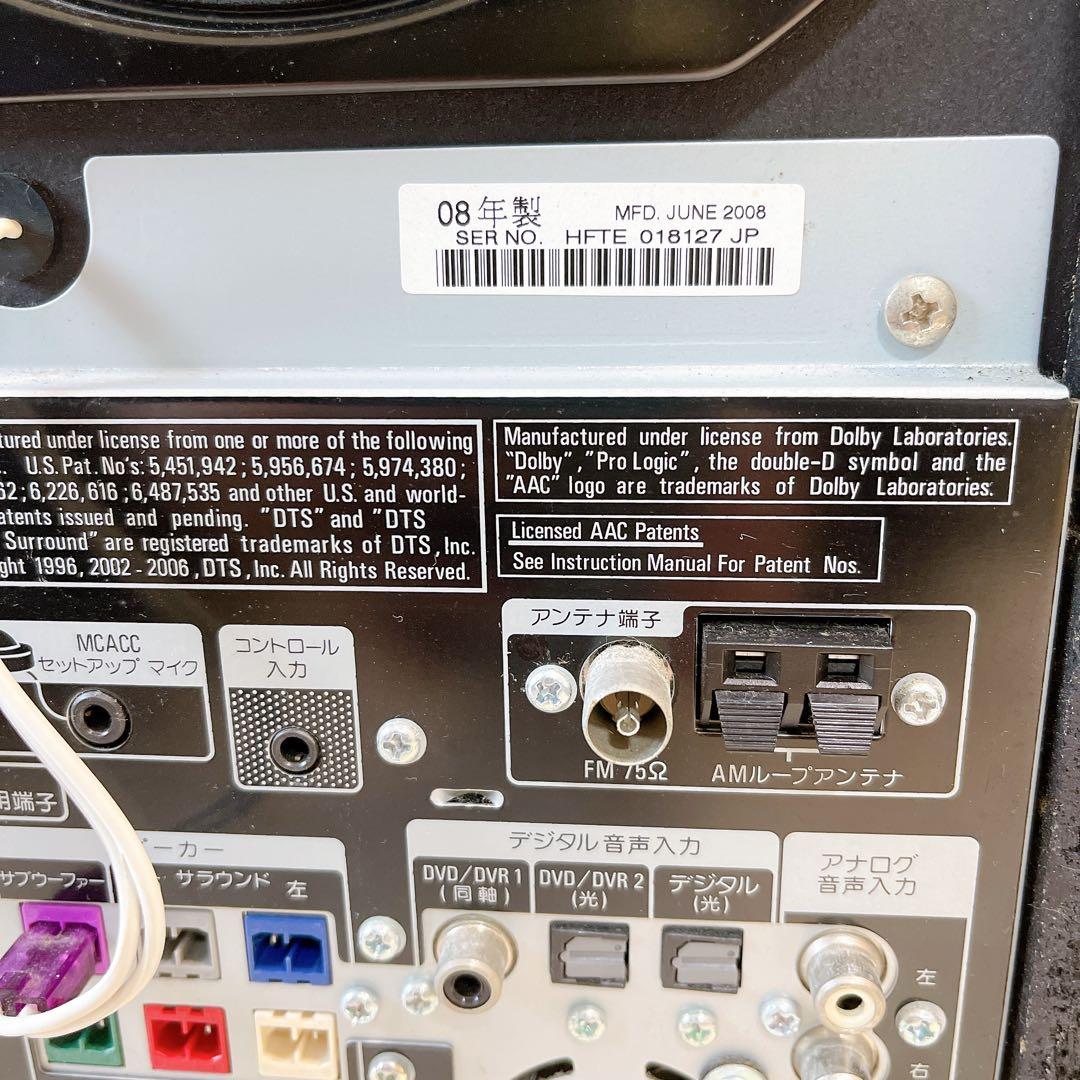 08年製 MFD. JUNE 2008
SER NO. HFTE 018127 JP
tured under license from one or more of the following
U.S. Pat. No's: 5,451,942 ; 5,956,674 ; 5,974,380 ;
62 ; 6,226,616 ; 6,487,535 and other U.S. and world-
atents issued and pending. "DTS" and "DTS
Surround" are registered trademarks of DTS, Inc.
ght 1996, 2002 - 2006, DTS, Inc. All Rights Reserved.
Manufactured under license from Dolby Laboratories.
"Dolby", "Pro Logic", the double-D symbol and the
"AAC" logo are trademarks of Dolby Laboratories.
Licensed AAC Patents
See Instruction Manual For Patent Nos.
MCACC
セットアップ マイク
コントロール
入力
アンテナ端子
FM 75Ω
AMループアンテナ
用端子
ーカー
サブウーファー
サラウンド 左
デジタル音声入力
DVD/DVR 1
(同軸)
DVD/DVR 2
(光)
デジタル
(光)
アナログ
音声入力
左
右